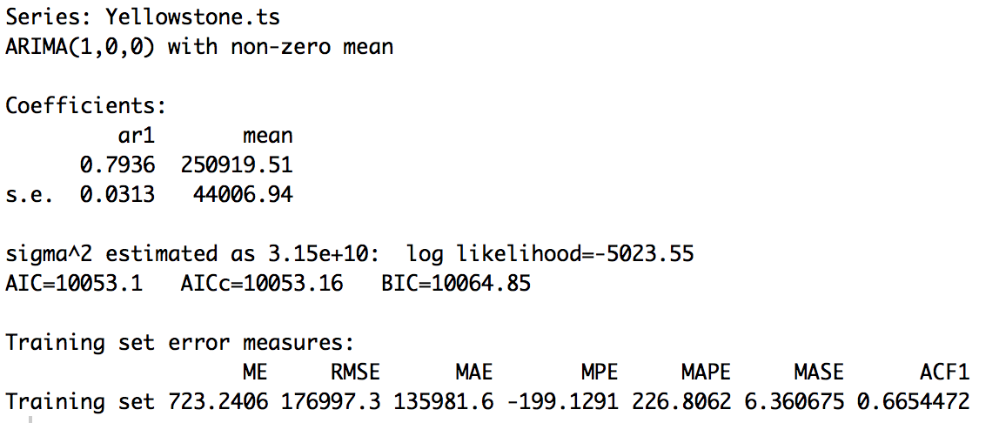 Series: Yellowstone.ts
ARIMA(1,0,0) with non-zero mean
Coefficients:
ar1 mean
0.7936 250919.51
s.e. 0.0313 44006.94
sigma^2 estimated as 3.15e+10: log likelihood=-5023.55
AIC=10053.1 AICc=10053.16 BIC=10064.85
Training set error measures:
ME RMSE MAE MPE MAPE MASE ACF1
Training set 723.2406 176997.3 135981.6 -199.1291 226.8062 6.360675 0.6654472